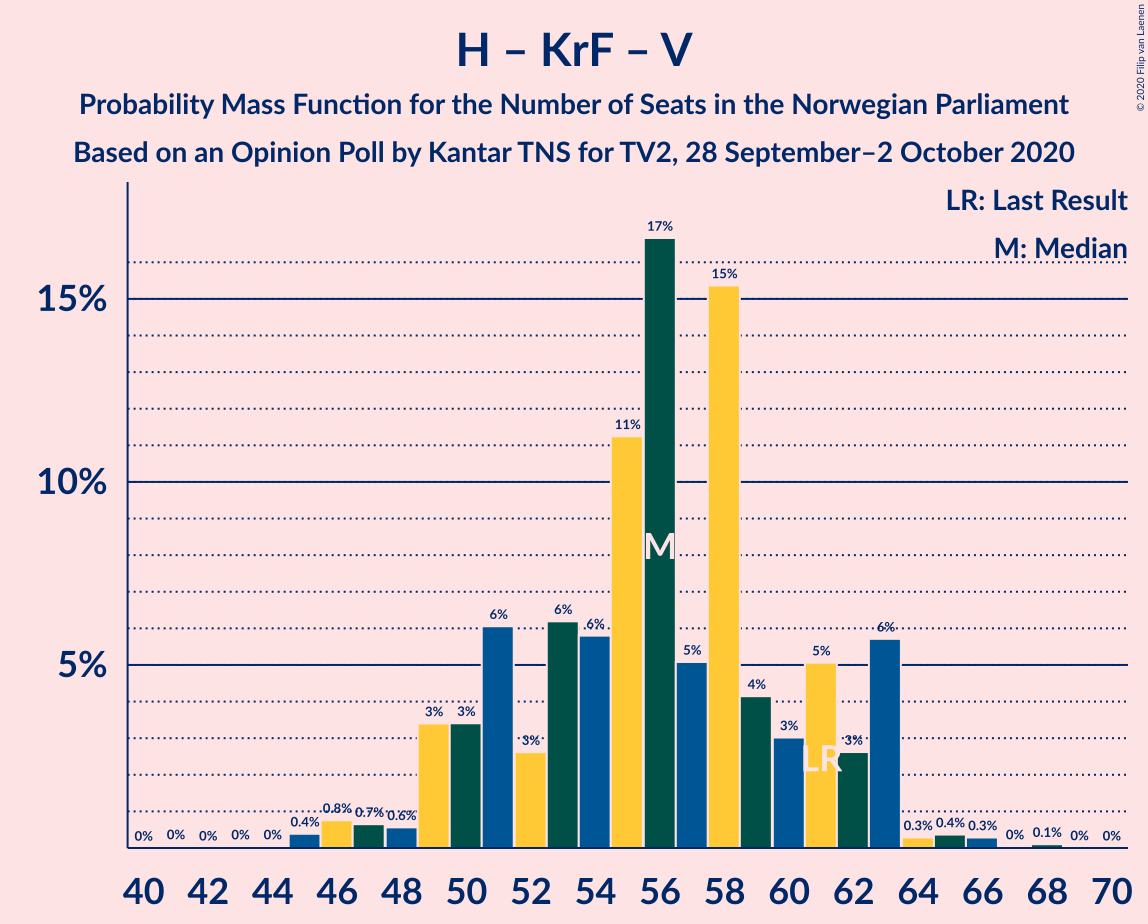 H – KrF – V
Probability Mass Function for the Number of Seats in the Norwegian Parliament
Based on an Opinion Poll by Kantar TNS for TV2, 28 September–2 October 2020
© 2020 Filip van Laenen
LR: Last Result
M: Median
15%
10%
5%
0% 0% 0% 0% 0% 0.4% 0.8% 0.7% 0.6% 3% 3% 6% 3% 6% 6% 11% 17% 5% 15% 4% 3% 5% 3% 6% 0.3% 0.4% 0.3% 0% 0.1% 0% 0%
M
LR
40 42 44 46 48 50 52 54 56 58 60 62 64 66 68 70